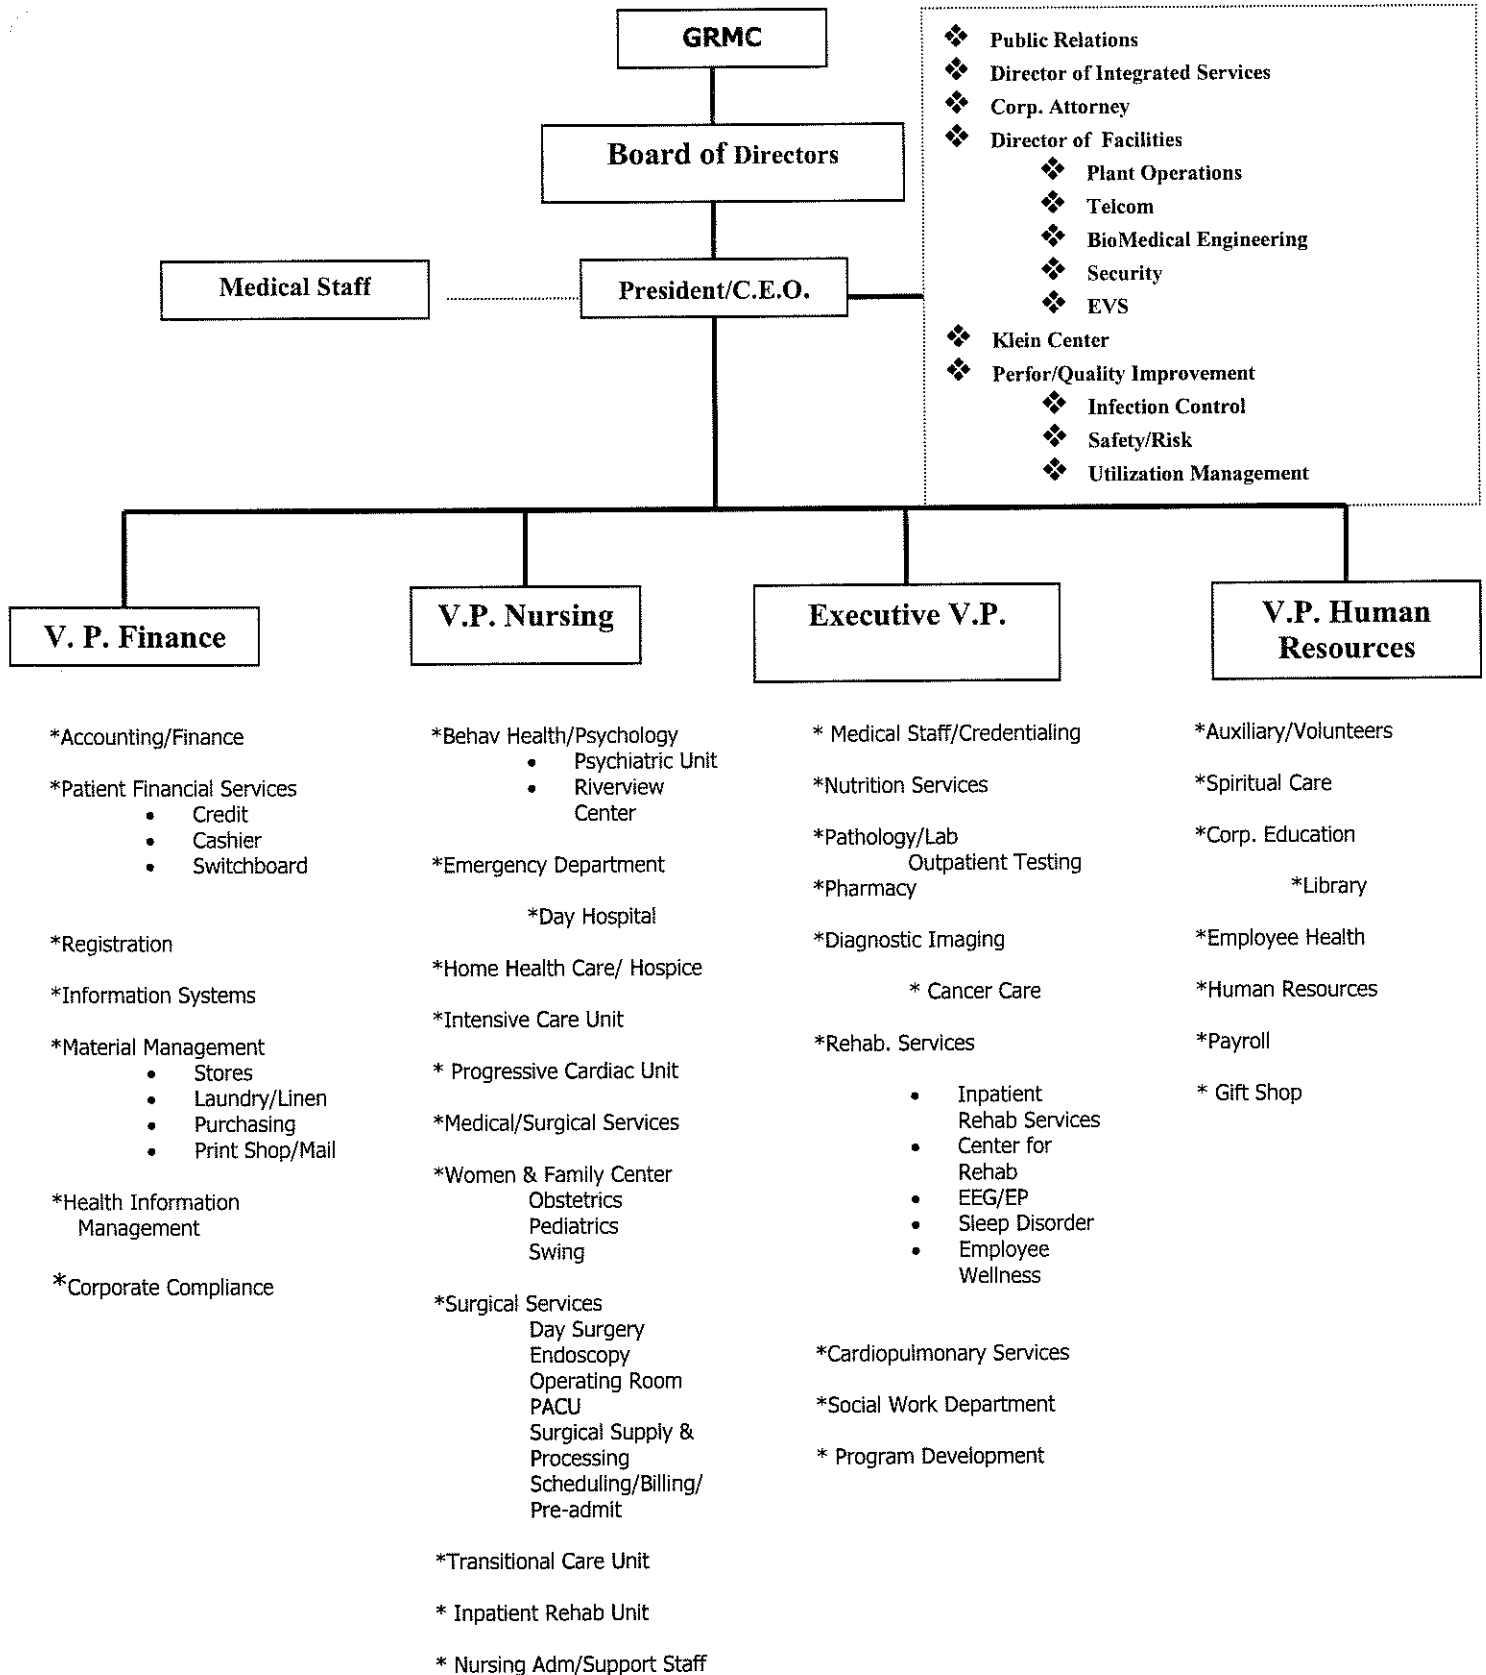 GRMC
Board of Directors
Medical Staff
President/C.E.O.
❖ Public Relations
❖ Director of Integrated Services
❖ Corp. Attorney
❖ Director of Facilities
❖ Plant Operations
❖ Telcom
❖ BioMedical Engineering
❖ Security
❖ EVS
❖ Klein Center
❖ Perfor/Quality Improvement
❖ Infection Control
❖ Safety/Risk
❖ Utilization Management
V. P. Finance
*Accounting/Finance
*Patient Financial Services
• Credit
• Cashier
• Switchboard
*Registration
*Information Systems
*Material Management
• Stores
• Laundry/Linen
• Purchasing
• Print Shop/Mail
*Health Information
Management
*Corporate Compliance
V.P. Nursing
*Behav Health/Psychology
• Psychiatric Unit
• Riverview
Center
*Emergency Department
*Day Hospital
*Home Health Care/ Hospice
*Intensive Care Unit
* Progressive Cardiac Unit
*Medical/Surgical Services
*Women & Family Center
Obstetrics
Pediatrics
Swing
*Surgical Services
Day Surgery
Endoscopy
Operating Room
PACU
Surgical Supply &
Processing
Scheduling/Billing/
Pre-admit
*Transitional Care Unit
* Inpatient Rehab Unit
* Nursing Adm/Support Staff
Executive V.P.
* Medical Staff/Credentialing
*Nutrition Services
*Pathology/Lab
Outpatient Testing
*Pharmacy
*Diagnostic Imaging
* Cancer Care
*Rehab. Services
• Inpatient
Rehab Services
• Center for
Rehab
• EEG/EP
• Sleep Disorder
• Employee
Wellness
*Cardiopulmonary Services
*Social Work Department
* Program Development
V.P. Human
Resources
*Auxiliary/Volunteers
*Spiritual Care
*Corp. Education
*Library
*Employee Health
*Human Resources
*Payroll
* Gift Shop